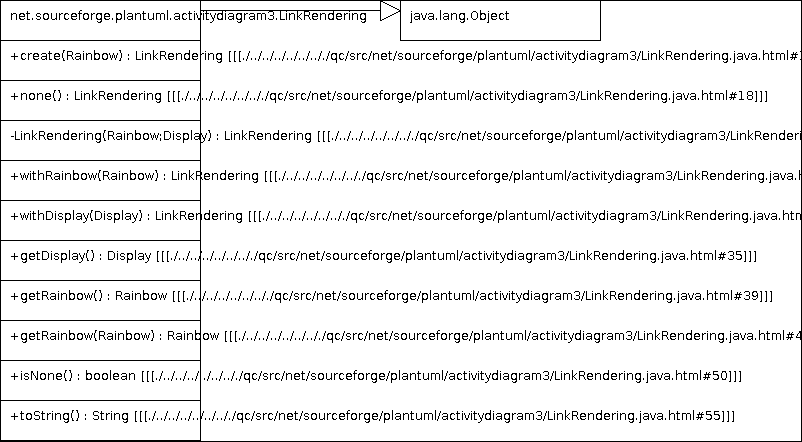 net.sourceforge.plantuml.activitydiagram3.LinkRendering
java.lang.Object
+create(Rainbow) : LinkRendering [[[./../../../../../../../qc/src/net/sourceforge/plantuml/activitydiagram3/LinkRendering.java.html#
+none() : LinkRendering [[[./../../../../../../../qc/src/net/sourceforge/plantuml/activitydiagram3/LinkRendering.java.html#18]]]
-LinkRendering(Rainbow;Display) : LinkRendering [[[./../../../../../../../qc/src/net/sourceforge/plantuml/activitydiagram3/LinkRenderi
+withRainbow(Rainbow) : LinkRendering [[[./../../../../../../../qc/src/net/sourceforge/plantuml/activitydiagram3/LinkRendering.java.h
+withDisplay(Display) : LinkRendering [[[./../../../../../../../qc/src/net/sourceforge/plantuml/activitydiagram3/LinkRendering.java.htm
+getDisplay() : Display [[[./../../../../../../../qc/src/net/sourceforge/plantuml/activitydiagram3/LinkRendering.java.html#35]]]
+getRainbow() : Rainbow [[[./../../../../../../../qc/src/net/sourceforge/plantuml/activitydiagram3/LinkRendering.java.html#39]]]
+getRainbow(Rainbow) : Rainbow [[[./../../../../../../../qc/src/net/sourceforge/plantuml/activitydiagram3/LinkRendering.java.html#4
+isNone() : boolean [[[./../../../../../../../qc/src/net/sourceforge/plantuml/activitydiagram3/LinkRendering.java.html#50]]]
+toString() : String [[[./../../../../../../../qc/src/net/sourceforge/plantuml/activitydiagram3/LinkRendering.java.html#55]]]